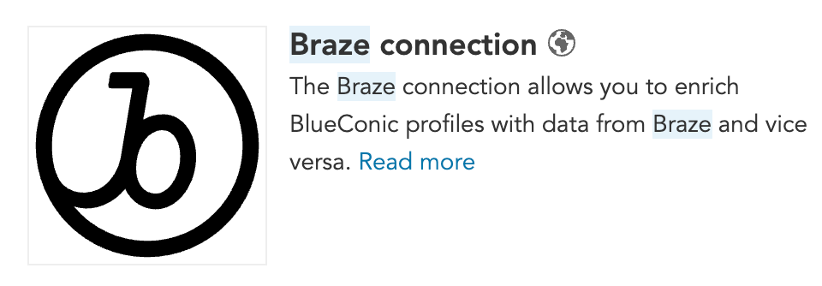 Braze connection
The Braze connection allows you to enrich
BlueConic profiles with data from Braze and vice
versa. Read more